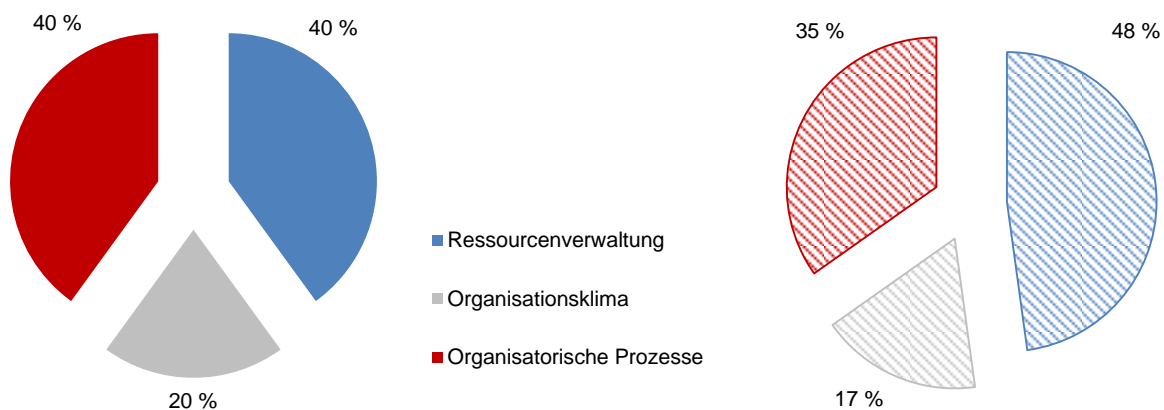 40 %
40 %
20 %
Ressourcenverwaltung
Organisationsklima
Organisatorische Prozesse
35 %
48 %
17 %